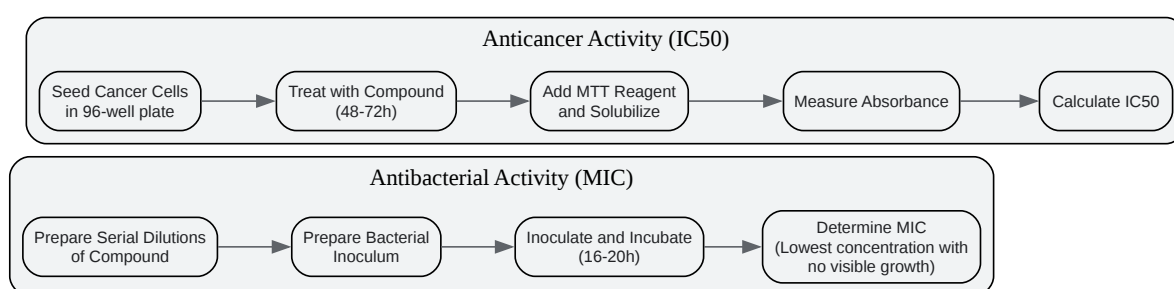 Anticancer Activity (IC50)
Seed Cancer Cells
in 96-well plate
Treat with Compound
(48-72h)
Add MTT Reagent
and Solubilize
Measure Absorbance
Calculate IC50
Antibacterial Activity (MIC)
Prepare Serial Dilutions
of Compound
Prepare Bacterial
Inoculum
Inoculate and Incubate
(16-20h)
Determine MIC
(Lowest concentration with
no visible growth)